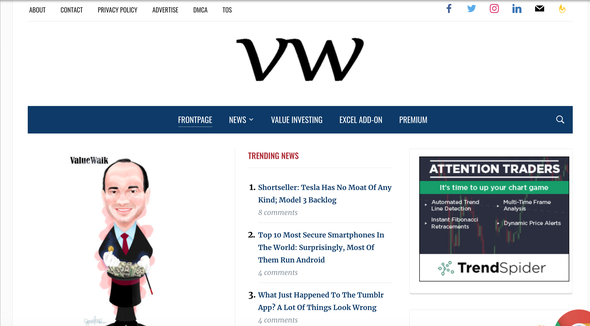 ABOUT CONTACT PRIVACY POLICY ADVERTISE DMCA TOS
vw
FRONTPAGE NEWS VALUE INVESTING EXCEL ADD-ON PREMIUM
ValueWalk
TRENDING NEWS
1. Shortseller: Tesla Has No Moat Of Any
Kind; Model 3 Backlog
8 comments
2. Top 10 Most Secure Smartphones In
The World: Surprisingly, Most Of
Them Run Android
4 comments
3. What Just Happened To The Tumblr
App? A Lot Of Things Look Wrong
4 comments
ATTENTION TRADERS
It's time to up your chart game
• Automated Trend
Line Detection
• Multi-Time Frame
Analysis
• Instant Fibonacci
Retracements
• Dynamic Price Alerts
TrendSpider